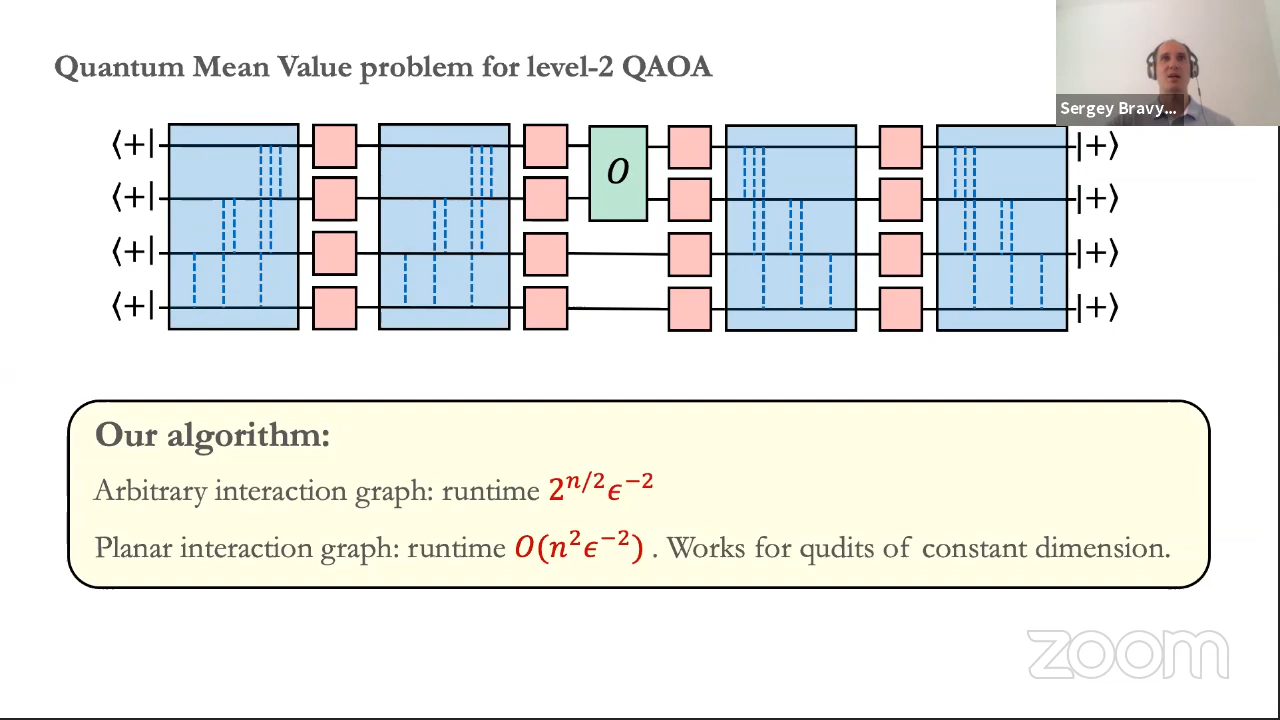 Quantum Mean Value problem for level-2 QAOA
Sergey Bravy...
⟨+| O |+⟩
⟨+| |+⟩
⟨+| |+⟩
⟨+| |+⟩
Our algorithm:
Arbitrary interaction graph: runtime 2^{n/2}ϵ^{-2}
Planar interaction graph: runtime O(n^2ϵ^{-2}) . Works for qudits of constant dimension.
zoom